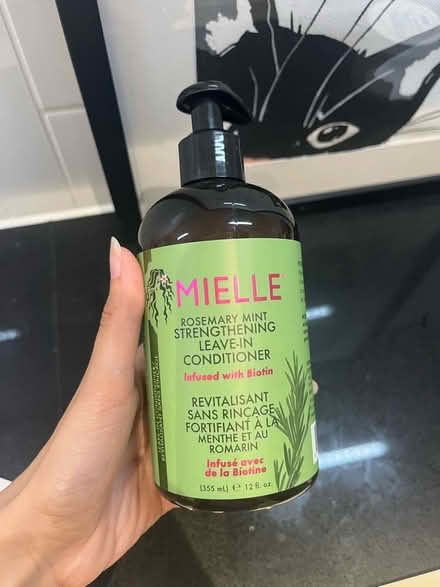 MIELLE
ROSEMARY MINT
STRENGTHENING
LEAVE-IN
CONDITIONER
Infused with Biotin
REVITALISANT
SANS RINÇAGE
FORTIFIANT À LA
MENTHE ET AU
ROMARIN
Infusé avec
de la Biotine
(355 mL) ℮ 12 fl. oz.